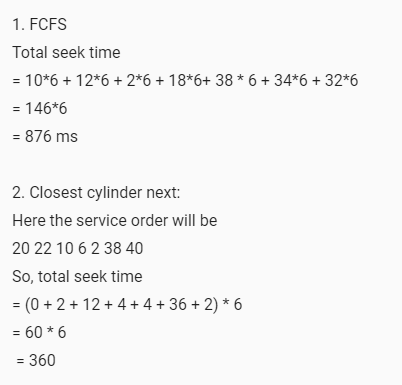 1. FCFS
Total seek time
= 10*6 + 12*6 + 2*6 + 18*6+ 38 * 6 + 34*6 + 32*6
= 146*6
= 876 ms
2. Closest cylinder next:
Here the service order will be
20 22 10 6 2 38 40
So, total seek time
= (0 + 2 + 12 + 4 + 4 + 36 + 2) * 6
= 60 * 6
= 360